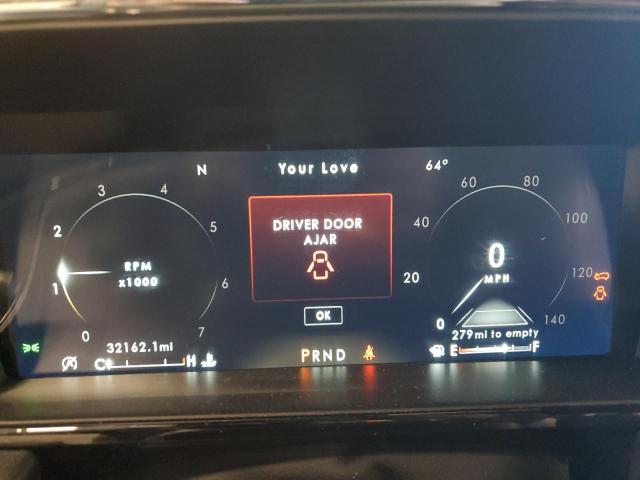 N
Your Love
64°
0
1
2
3
4
5
6
7
RPM
x1000
DRIVER DOOR
AJAR
OK
0
20
40
60
80
100
120
140
0
MPH
32162.1mi
279mi to empty
C
H
PRND
E
F